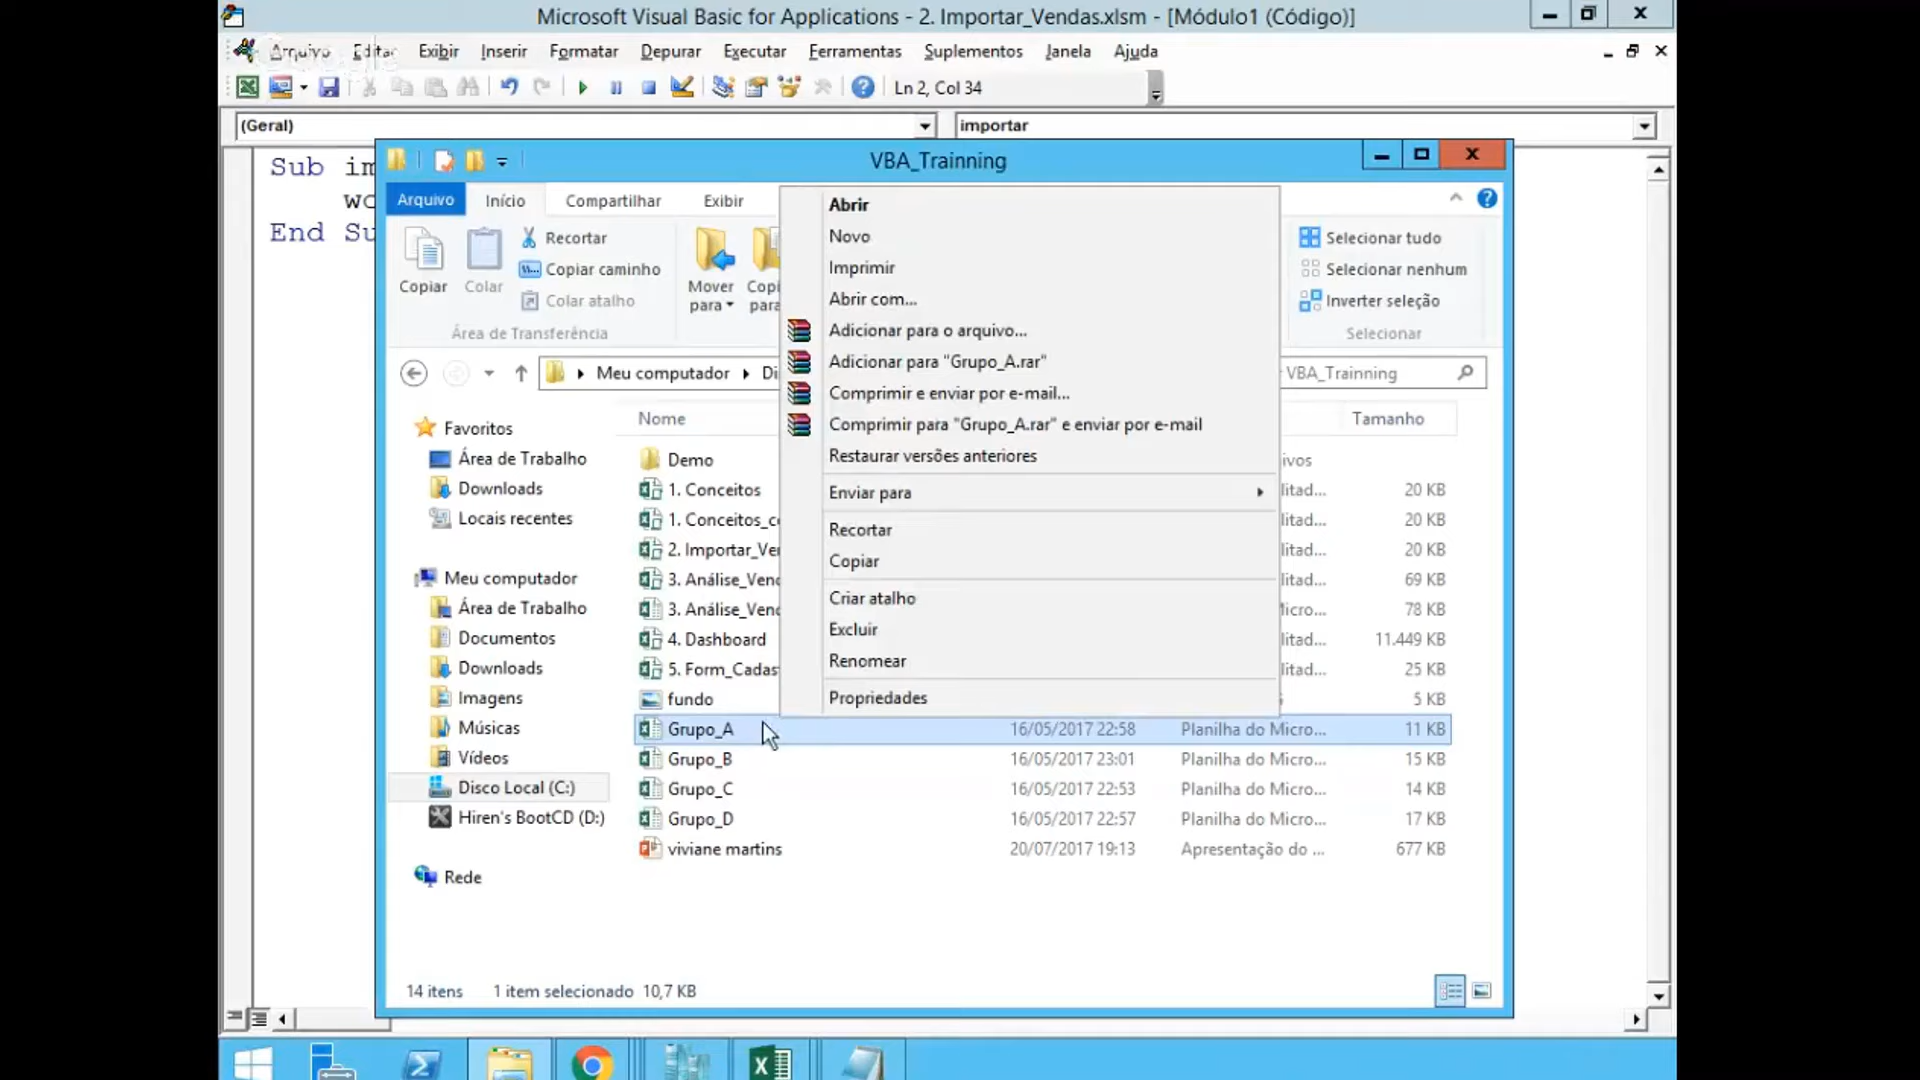 Microsoft Visual Basic for Applications - 2. Importar_Vendas.xlsm - [Módulo1 (Código)]
Arquivo Editar Exibir Inserir Formatar Depurar Executar Ferramentas Suplementos Janela Ajuda
Ln 2, Col 34
(Geral) importar
VBA_Trainning
Sub im
wo
End Su
Arquivo Início Compartilhar Exibir
Copiar
Colar
Recortar
Copiar caminho
Colar atalho
Área de Transferência
Mover para
Copi para
Selecionar tudo
Selecionar nenhum
Inverter seleção
Selecionar
Meu computador Di
VBA_Trainning
Abrir
Novo
Imprimir
Abrir com...
Adicionar para o arquivo...
Adicionar para "Grupo_A.rar"
Comprimir e enviar por e-mail...
Comprimir para "Grupo_A.rar" e enviar por e-mail
Restaurar versões anteriores
Enviar para
Recortar
Copiar
Criar atalho
Excluir
Renomear
Propriedades
Favoritos
Área de Trabalho
Downloads
Locais recentes
Meu computador
Área de Trabalho
Documentos
Downloads
Imagens
Músicas
Vídeos
Disco Local (C:)
Hiren's BootCD (D:)
Rede
Nome Tamanho
Demo ivos
1. Conceitos litad... 20 KB
1. Conceitos_co litad... 20 KB
2. Importar_Ven litad... 20 KB
3. Análise_Venc litad... 69 KB
3. Análise_Venc licro... 78 KB
4. Dashboard litad... 11.449 KB
5. Form_Cadas litad... 25 KB
fundo 5 KB
Grupo_A 16/05/2017 22:58 Planilha do Micro... 11 KB
Grupo_B 16/05/2017 23:01 Planilha do Micro... 15 KB
Grupo_C 16/05/2017 22:53 Planilha do Micro... 14 KB
Grupo_D 16/05/2017 22:57 Planilha do Micro... 17 KB
viviane martins 20/07/2017 19:13 Apresentação do ... 677 KB
14 itens 1 item selecionado 10,7 KB